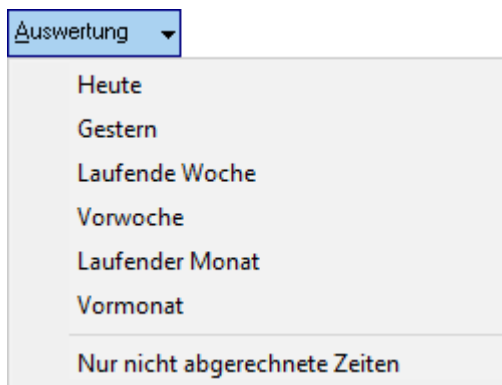 Auswertung
Heute
Gestern
Laufende Woche
Vorwoche
Laufender Monat
Vormonat
Nur nicht abgerechnete Zeiten